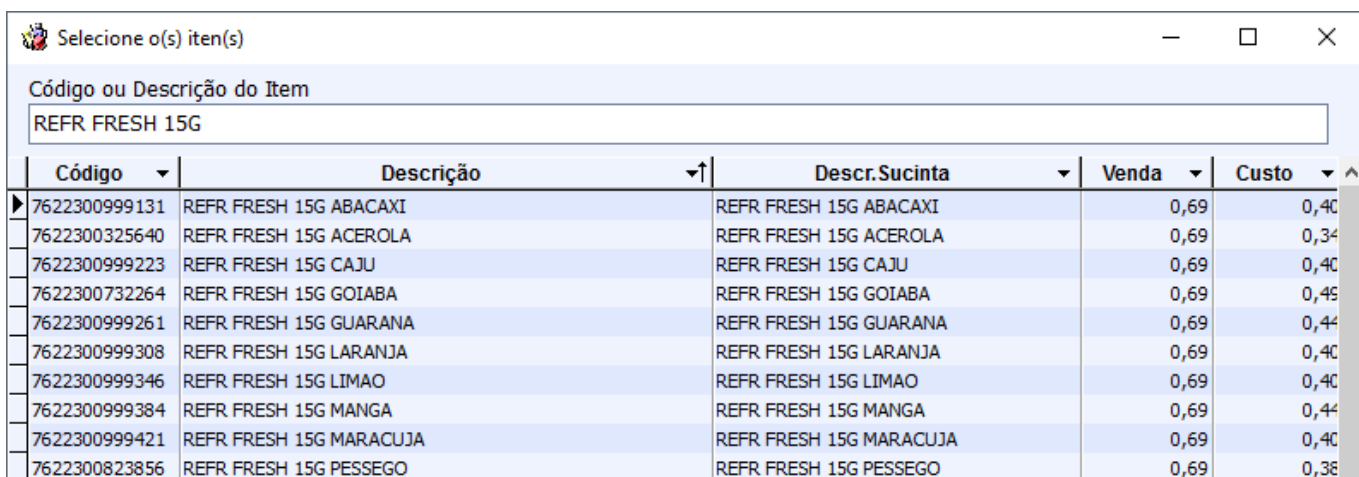 Selecione o(s) iten(s)
Código ou Descrição do Item
REFR FRESH 15G
Código Descrição Descr.Sucinta Venda Custo
7622300999131 REFR FRESH 15G ABACAXI REFR FRESH 15G ABACAXI 0,69 0,40
7622300325640 REFR FRESH 15G ACEROLA REFR FRESH 15G ACEROLA 0,69 0,34
7622300999223 REFR FRESH 15G CAJU REFR FRESH 15G CAJU 0,69 0,40
7622300732264 REFR FRESH 15G GOIABA REFR FRESH 15G GOIABA 0,69 0,49
7622300999261 REFR FRESH 15G GUARANA REFR FRESH 15G GUARANA 0,69 0,44
7622300999308 REFR FRESH 15G LARANJA REFR FRESH 15G LARANJA 0,69 0,40
7622300999346 REFR FRESH 15G LIMAO REFR FRESH 15G LIMAO 0,69 0,40
7622300999384 REFR FRESH 15G MANGA REFR FRESH 15G MANGA 0,69 0,44
7622300999421 REFR FRESH 15G MARACUJA REFR FRESH 15G MARACUJA 0,69 0,40
7622300823856 REFR FRESH 15G PESSEGO REFR FRESH 15G PESSEGO 0,69 0,38